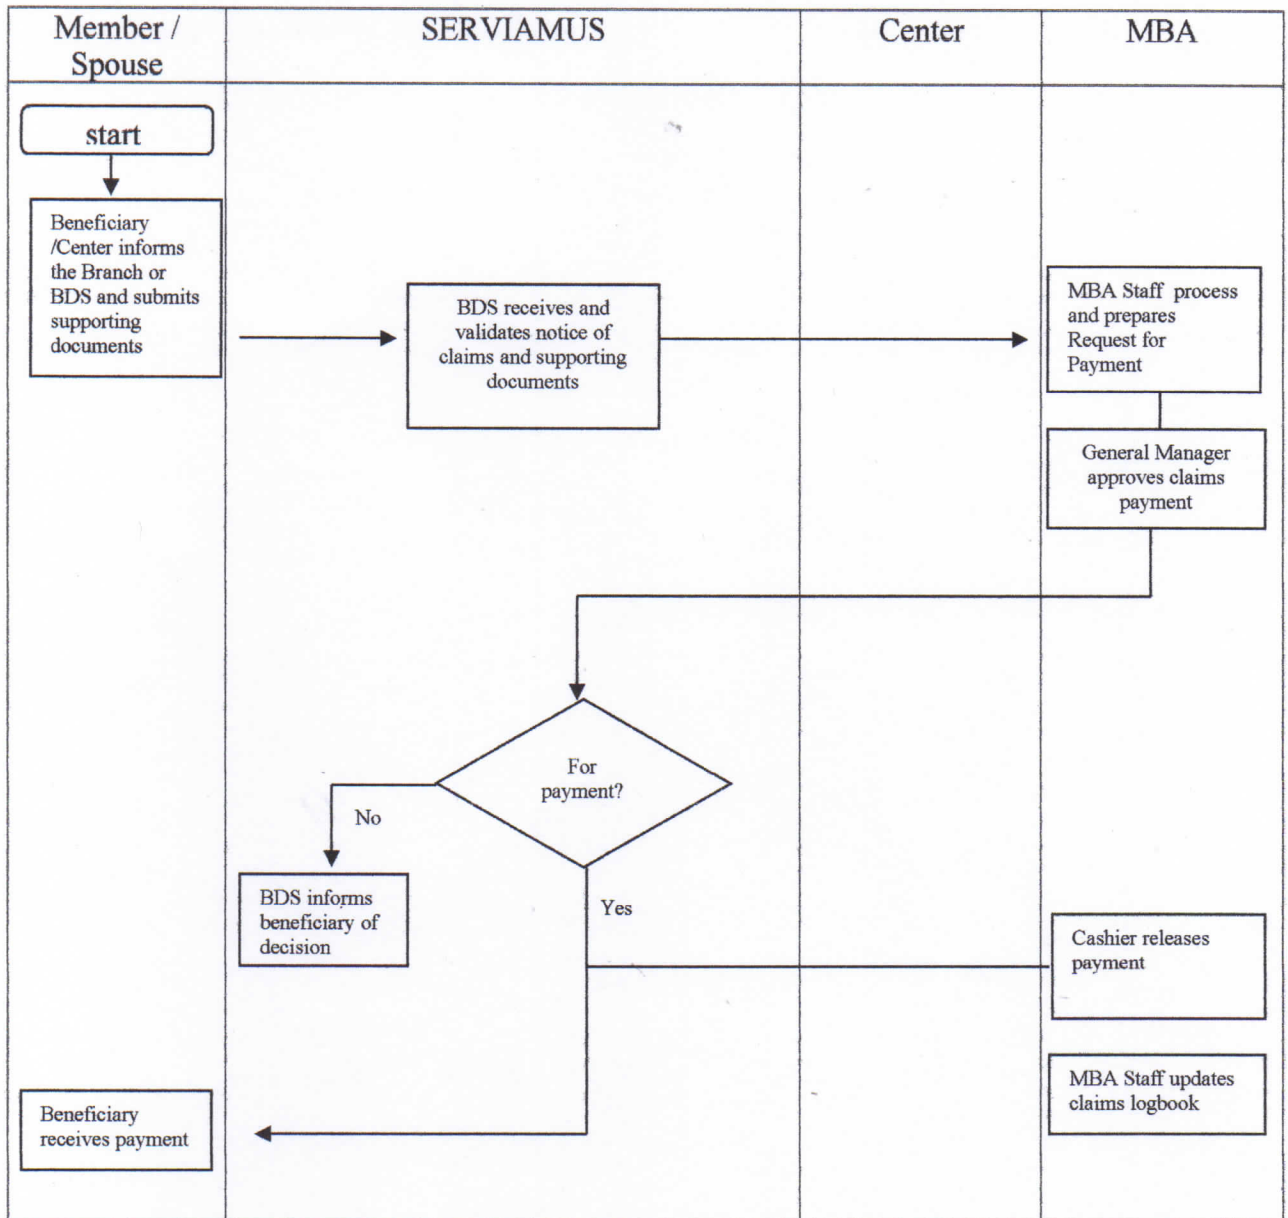 Member /
Spouse
SERVIAMUS
Center
MBA
start
Beneficiary
/Center informs
the Branch or
BDS and submits
supporting
documents
BDS receives and
validates notice of
claims and supporting
documents
MBA Staff process
and prepares
Request for
Payment
General Manager
approves claims
payment
For
payment?
No
Yes
BDS informs
beneficiary of
decision
Cashier releases
payment
MBA Staff updates
claims logbook
Beneficiary
receives payment